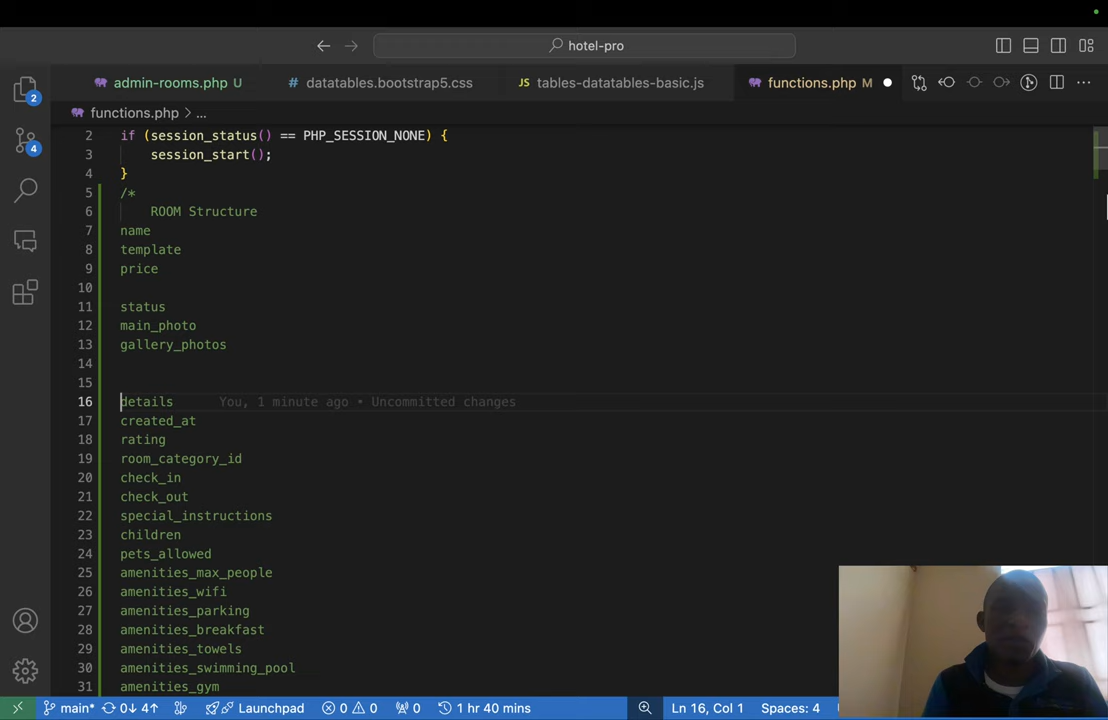 hotel-pro
admin-rooms.php U
# datatables.bootstrap5.css
JS tables-datatables-basic.js
functions.php M
functions.php > ...
2 if (session_status() == PHP_SESSION_NONE) {
3 session_start();
4 }
5 /*
6 ROOM Structure
7 name
8 template
9 price
10
11 status
12 main_photo
13 gallery_photos
14
15
16 details You, 1 minute ago • Uncommitted changes
17 created_at
18 rating
19 room_category_id
20 check_in
21 check_out
22 special_instructions
23 children
24 pets_allowed
25 amenities_max_people
26 amenities_wifi
27 amenities_parking
28 amenities_breakfast
29 amenities_towels
30 amenities_swimming_pool
31 amenities_gym
2
4
main* 0↓ 4↑ Launchpad 0 0 0 1 hr 40 mins Ln 16, Col 1 Spaces: 4